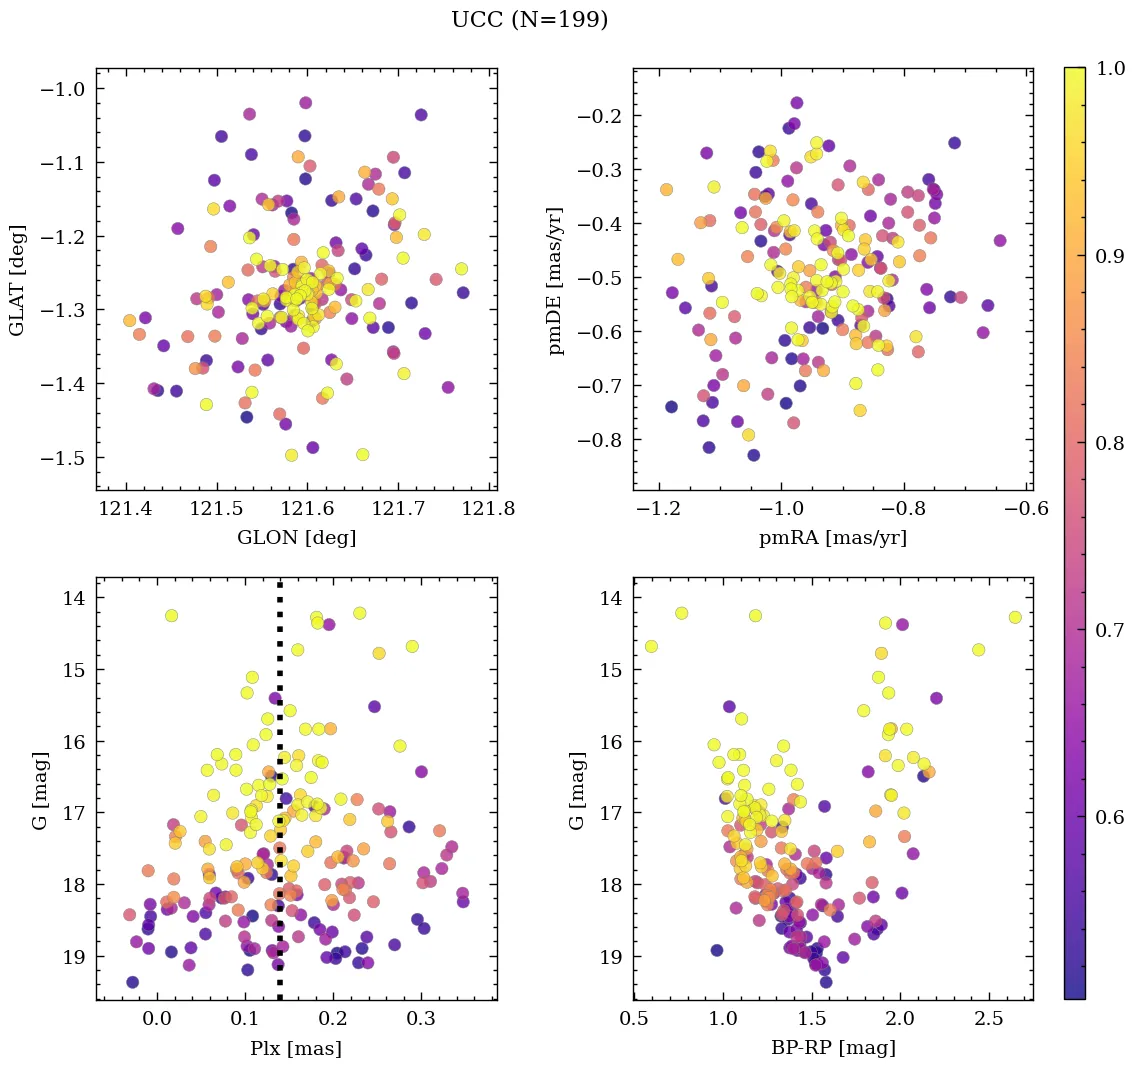 UCC (N=199)
−1.0
−1.1
−1.2
−1.3
−1.4
−1.5
GLAT [deg]
121.4 121.5 121.6 121.7 121.8
GLON [deg]
−0.2
−0.3
−0.4
−0.5
−0.6
−0.7
−0.8
pmDE [mas/yr]
−1.2 −1.0 −0.8 −0.6
pmRA [mas/yr]
14
15
16
17
18
19
G [mag]
0.0 0.1 0.2 0.3
Plx [mas]
14
15
16
17
18
19
G [mag]
0.5 1.0 1.5 2.0 2.5
BP-RP [mag]
1.0
0.9
0.8
0.7
0.6